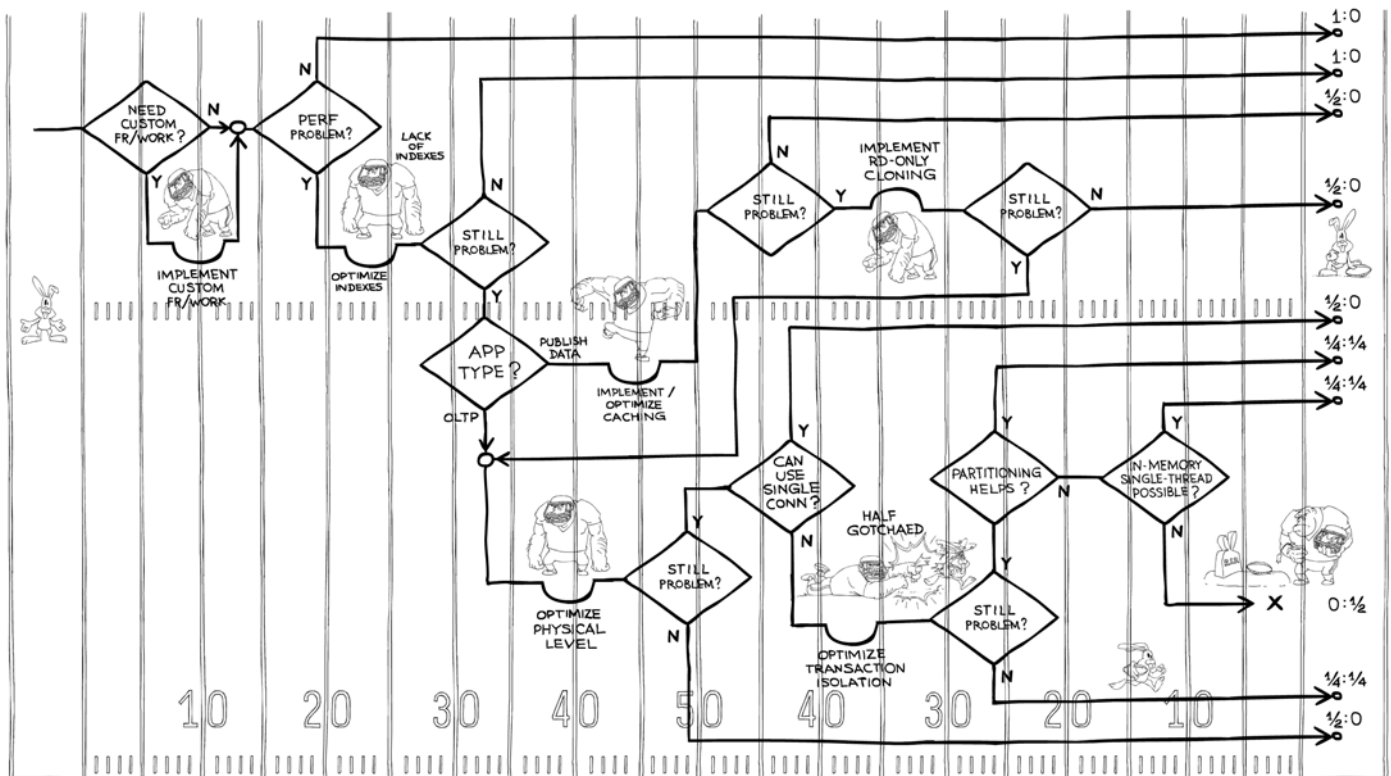 1:0
1:0
½:0
½:0
½:0
¼:¼
¼:¼
0:½
¼:¼
½:0
NEED
CUSTOM
FR/WORK?
N
Y
IMPLEMENT
CUSTOM
FR/WORK
PERF
PROBLEM?
N
Y
LACK
OF
INDEXES
OPTIMIZE
INDEXES
STILL
PROBLEM?
N
Y
APP
TYPE?
PUBLISH
DATA
OLTP
IMPLEMENT /
OPTIMIZE
CACHING
STILL
PROBLEM?
N
Y
IMPLEMENT
RD-ONLY
CLONING
STILL
PROBLEM?
N
Y
OPTIMIZE
PHYSICAL
LEVEL
STILL
PROBLEM?
Y
N
CAN
USE
SINGLE
CONN?
Y
N
HALF
GOTCHAED
OPTIMIZE
TRANSACTION
ISOLATION
STILL
PROBLEM?
Y
N
PARTITIONING
HELPS?
Y
N
IN-MEMORY
SINGLE-THREAD
POSSIBLE?
Y
N
R.I.P.
X
10 20 30 40 50 40 30 20 10